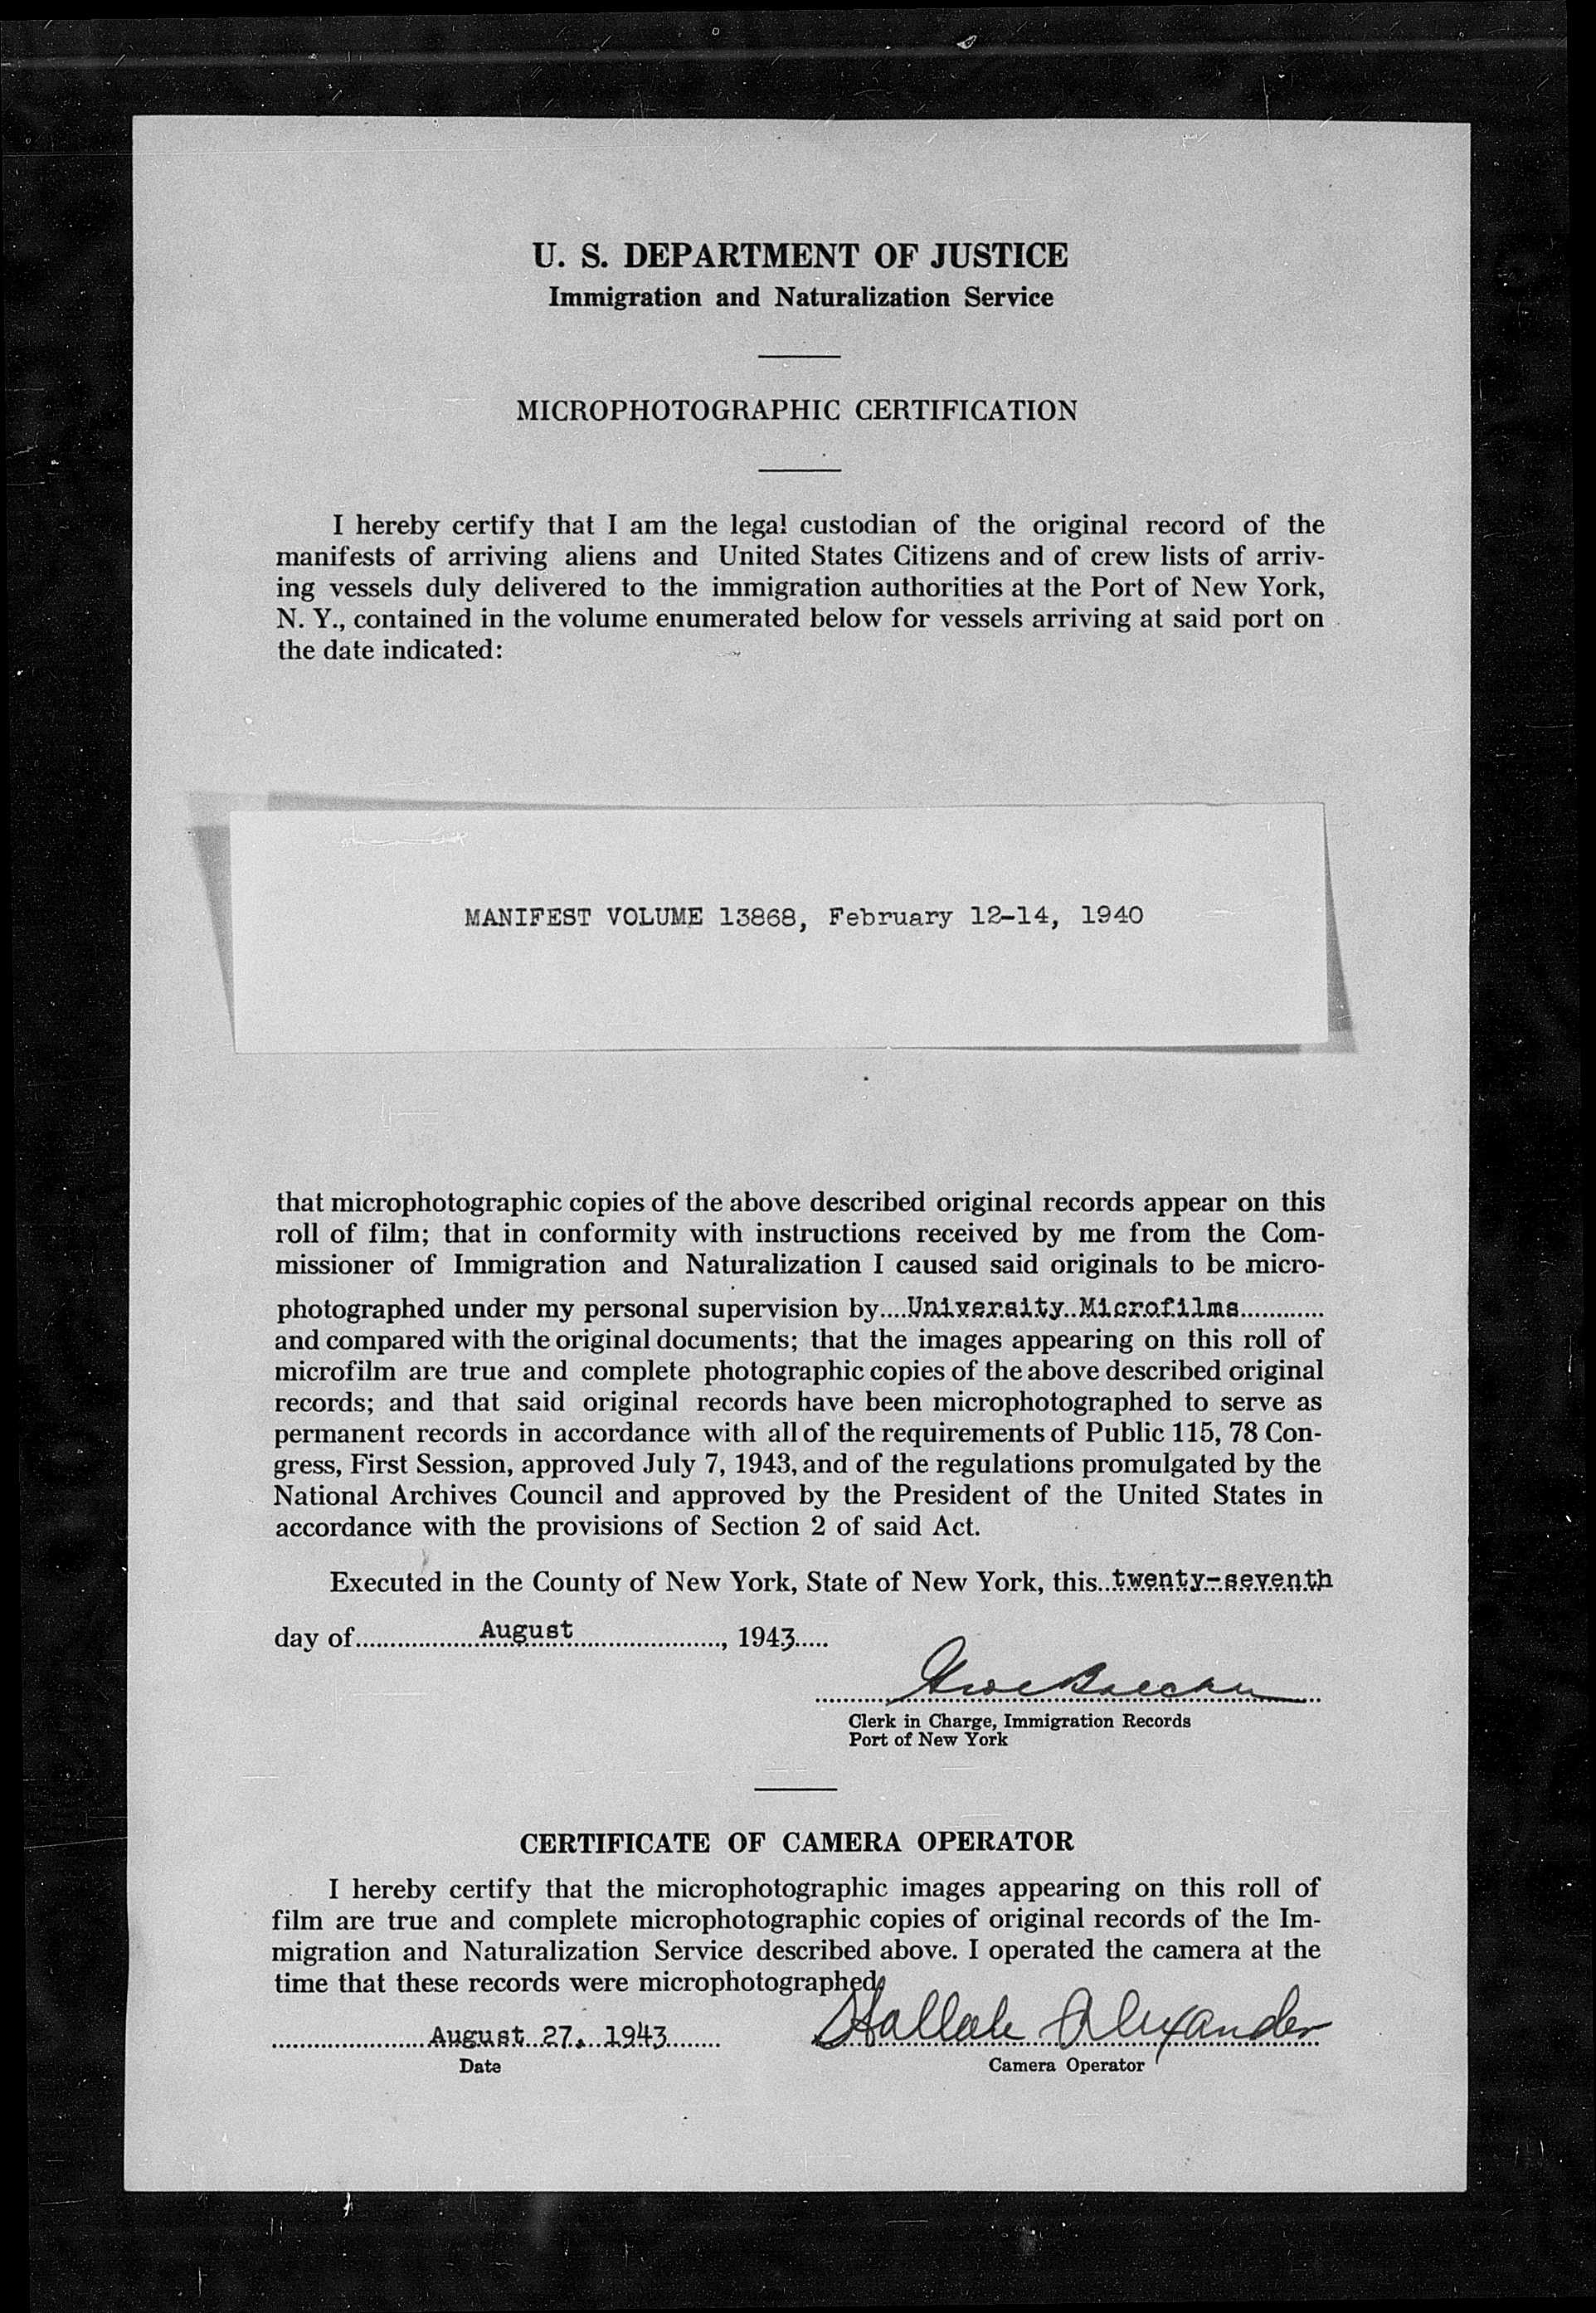 U. S. DEPARTMENT OF JUSTICE
Immigration and Naturalization Service
MICROPHOTOGRAPHIC CERTIFICATION
I hereby certify that I am the legal custodian of the original record of the
manifests of arriving aliens and United States Citizens and of crew lists of arriv-
ing vessels duly delivered to the immigration authorities at the Port of New York,
N. Y., contained in the volume enumerated below for vessels arriving at said port on
the date indicated:
MANIFEST VOLUME 13868, February 12-14, 1940
that microphotographic copies of the above described original records appear on this
roll of film; that in conformity with instructions received by me from the Com-
missioner of Immigration and Naturalization I caused said originals to be micro-
photographed under my personal supervision by....University Microfilms............
and compared with the original documents; that the images appearing on this roll of
microfilm are true and complete photographic copies of the above described original
records; and that said original records have been microphotographed to serve as
permanent records in accordance with all of the requirements of Public 115, 78 Con-
gress, First Session, approved July 7, 1943, and of the regulations promulgated by the
National Archives Council and approved by the President of the United States in
accordance with the provisions of Section 2 of said Act.
Executed in the County of New York, State of New York, this..twenty-seventh
day of..................August......................, 1943.....
Clerk in Charge, Immigration Records
Port of New York
CERTIFICATE OF CAMERA OPERATOR
I hereby certify that the microphotographic images appearing on this roll of
film are true and complete microphotographic copies of original records of the Im-
migration and Naturalization Service described above. I operated the camera at the
time that these records were microphotographed.
Alexander
......................August 27, 1943........
Date
Camera Operator